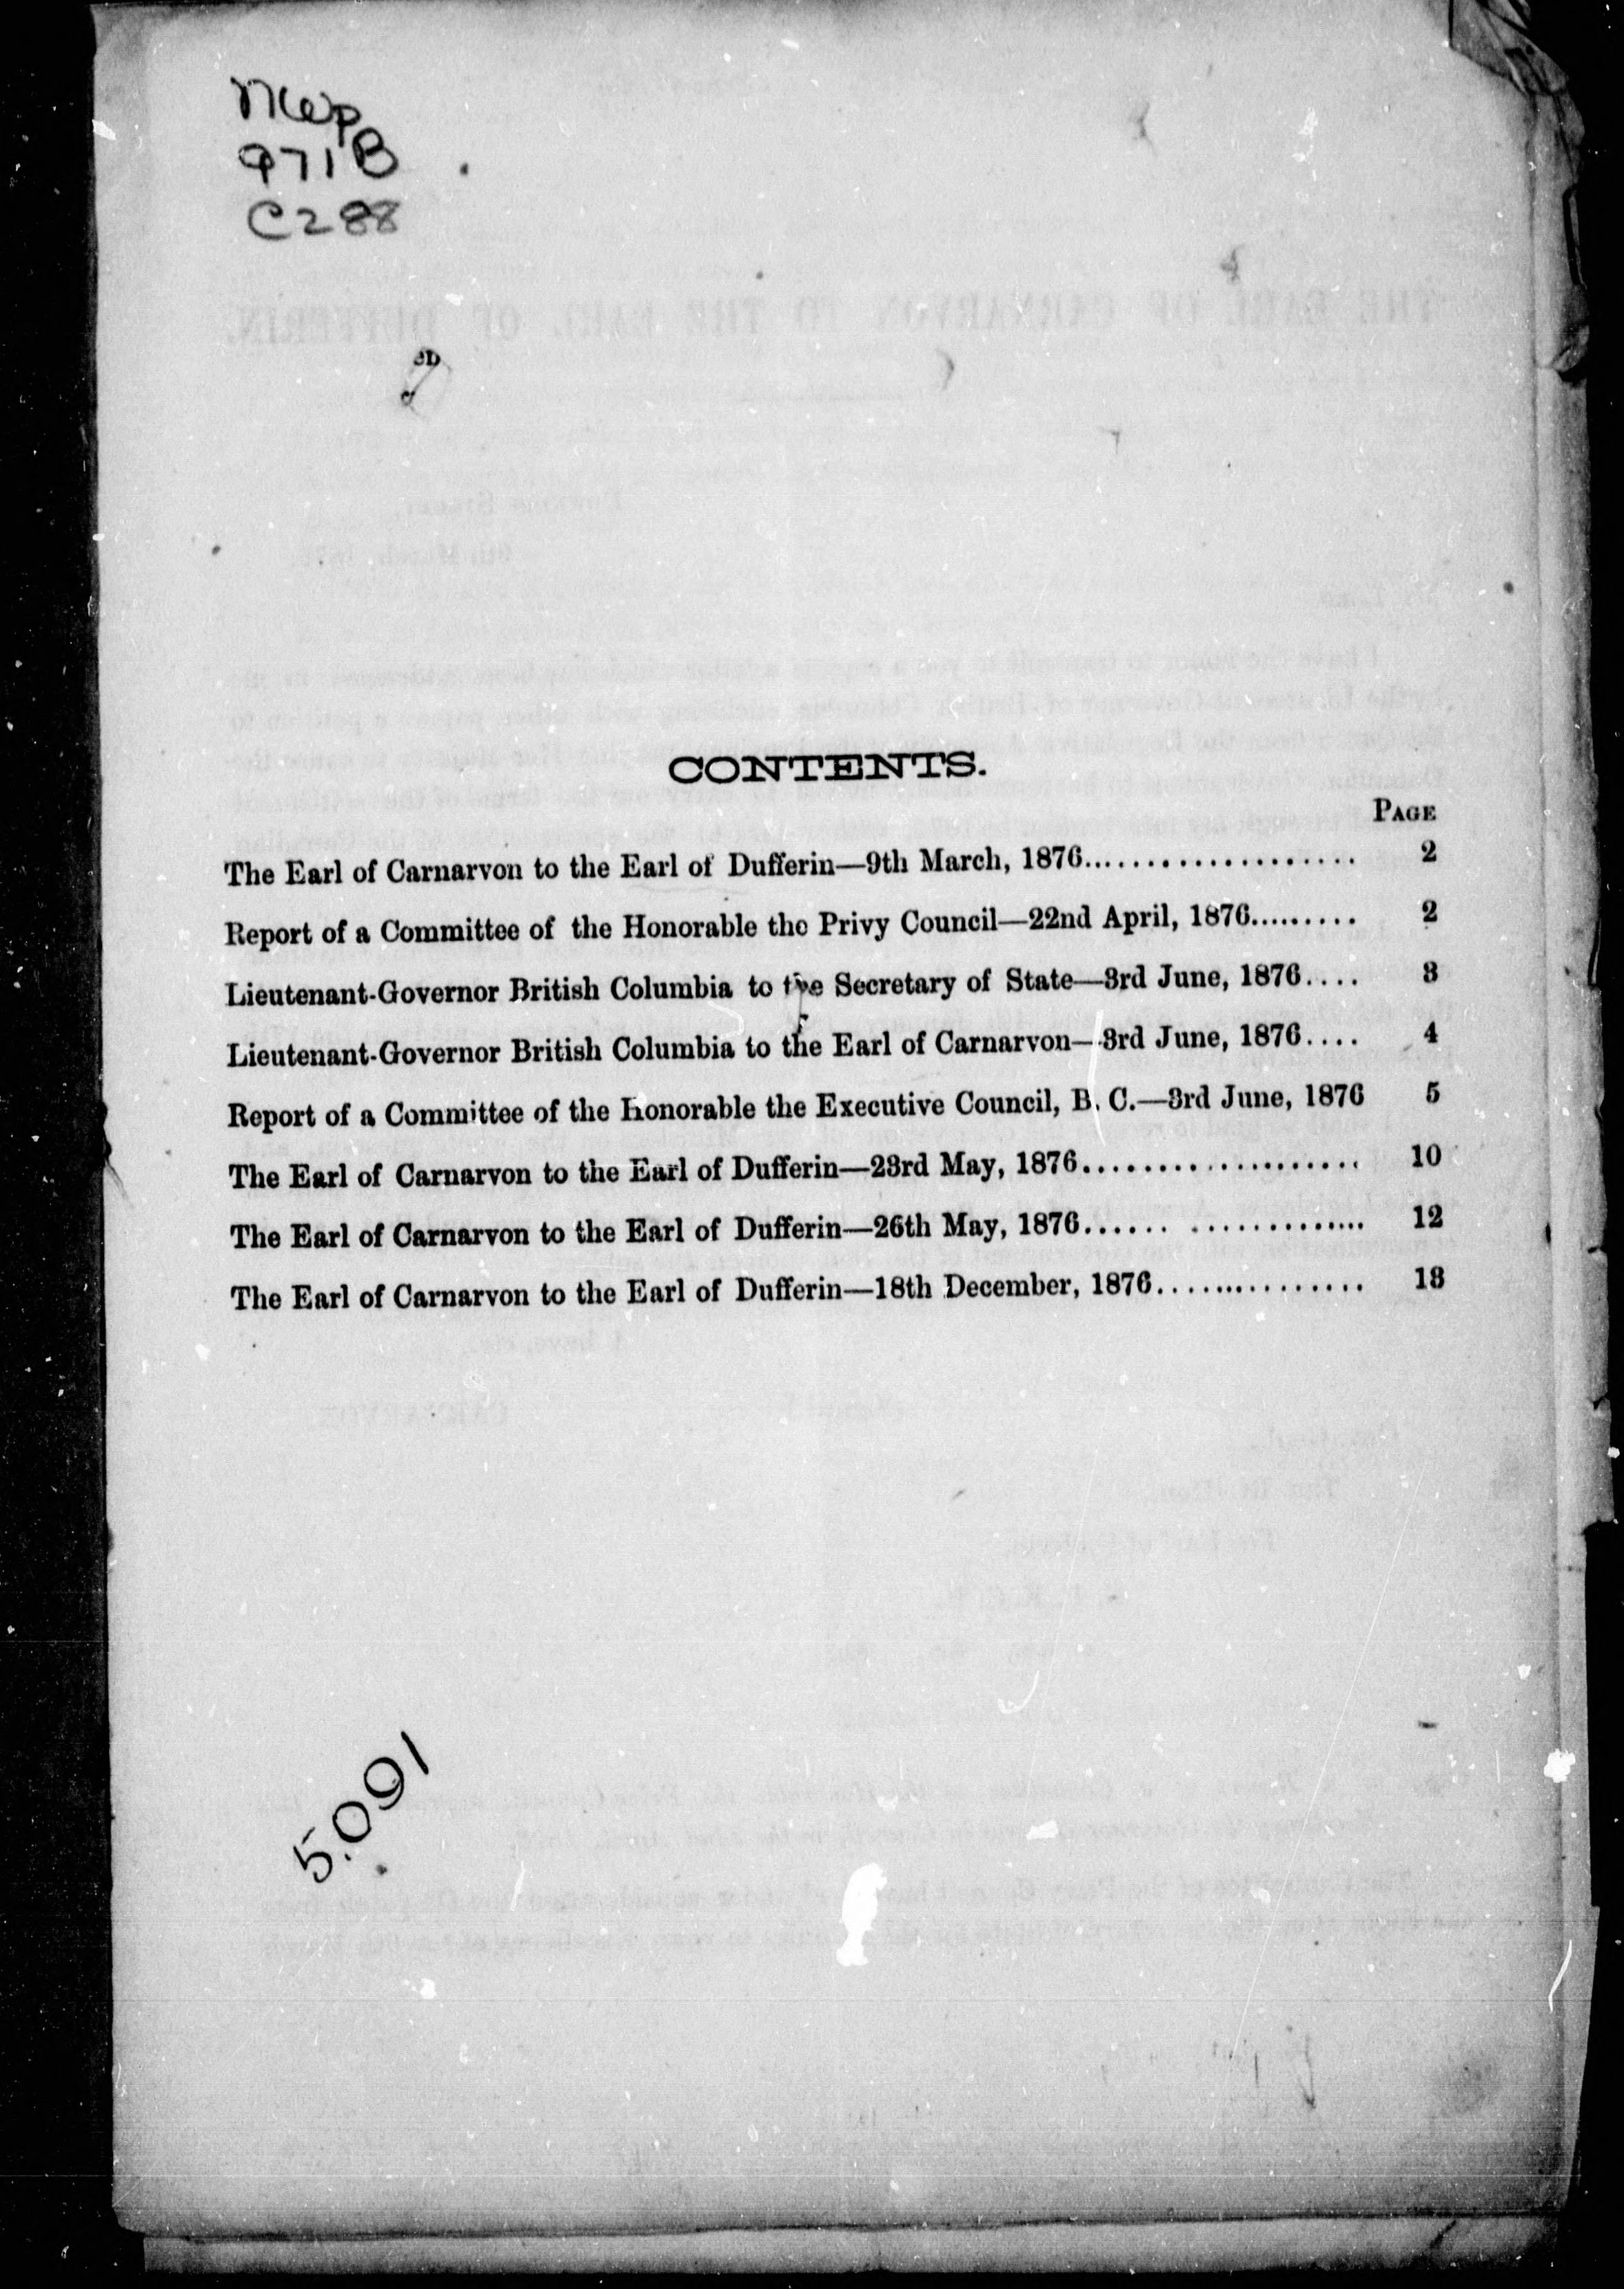 NWp
971B
C288
CONTENTS.
PAGE
The Earl of Carnarvon to the Earl of Dufferin—9th March, 1876................... 2
Report of a Committee of the Honorable the Privy Council—22nd April, 1876......... 2
Lieutenant-Governor British Columbia to the Secretary of State—3rd June, 1876.... 3
Lieutenant-Governor British Columbia to the Earl of Carnarvon—3rd June, 1876.... 4
Report of a Committee of the Honorable the Executive Council, B. C.—3rd June, 1876 5
The Earl of Carnarvon to the Earl of Dufferin—23rd May, 1876.................... 10
The Earl of Carnarvon to the Earl of Dufferin—26th May, 1876...... ............. 12
The Earl of Carnarvon to the Earl of Dufferin—18th December, 1876............... 13
5.091